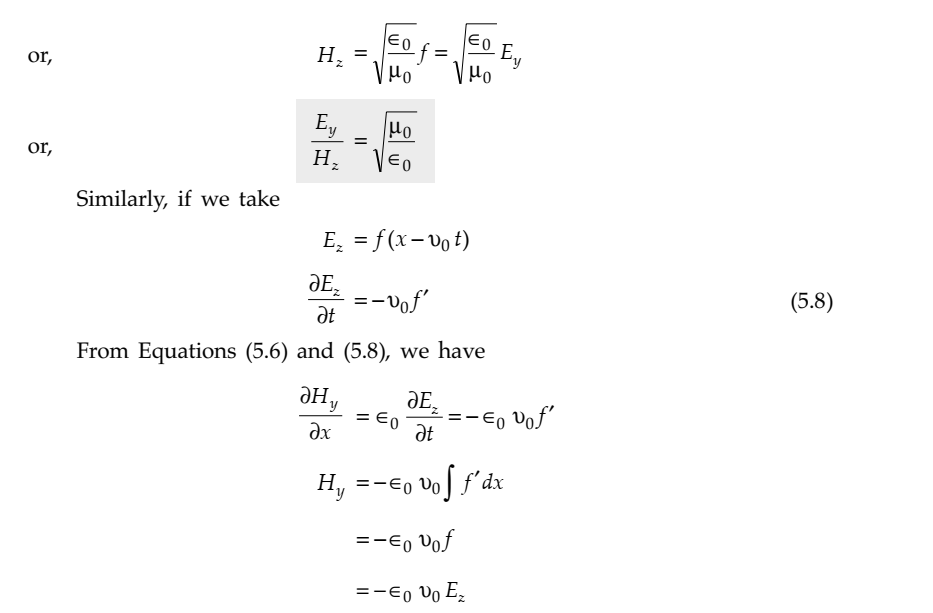 or, H_z = √(∈_0/μ_0) f = √(∈_0/μ_0) E_y
or, E_y/H_z = √(μ_0/∈_0)
Similarly, if we take
E_z = f(x – υ_0 t)
∂E_z/∂t = –υ_0 f′ (5.8)
From Equations (5.6) and (5.8), we have
∂H_y/∂x = ∈_0 ∂E_z/∂t = –∈_0 υ_0 f′
H_y = –∈_0 υ_0 ∫ f′dx
= –∈_0 υ_0 f
= –∈_0 υ_0 E_z